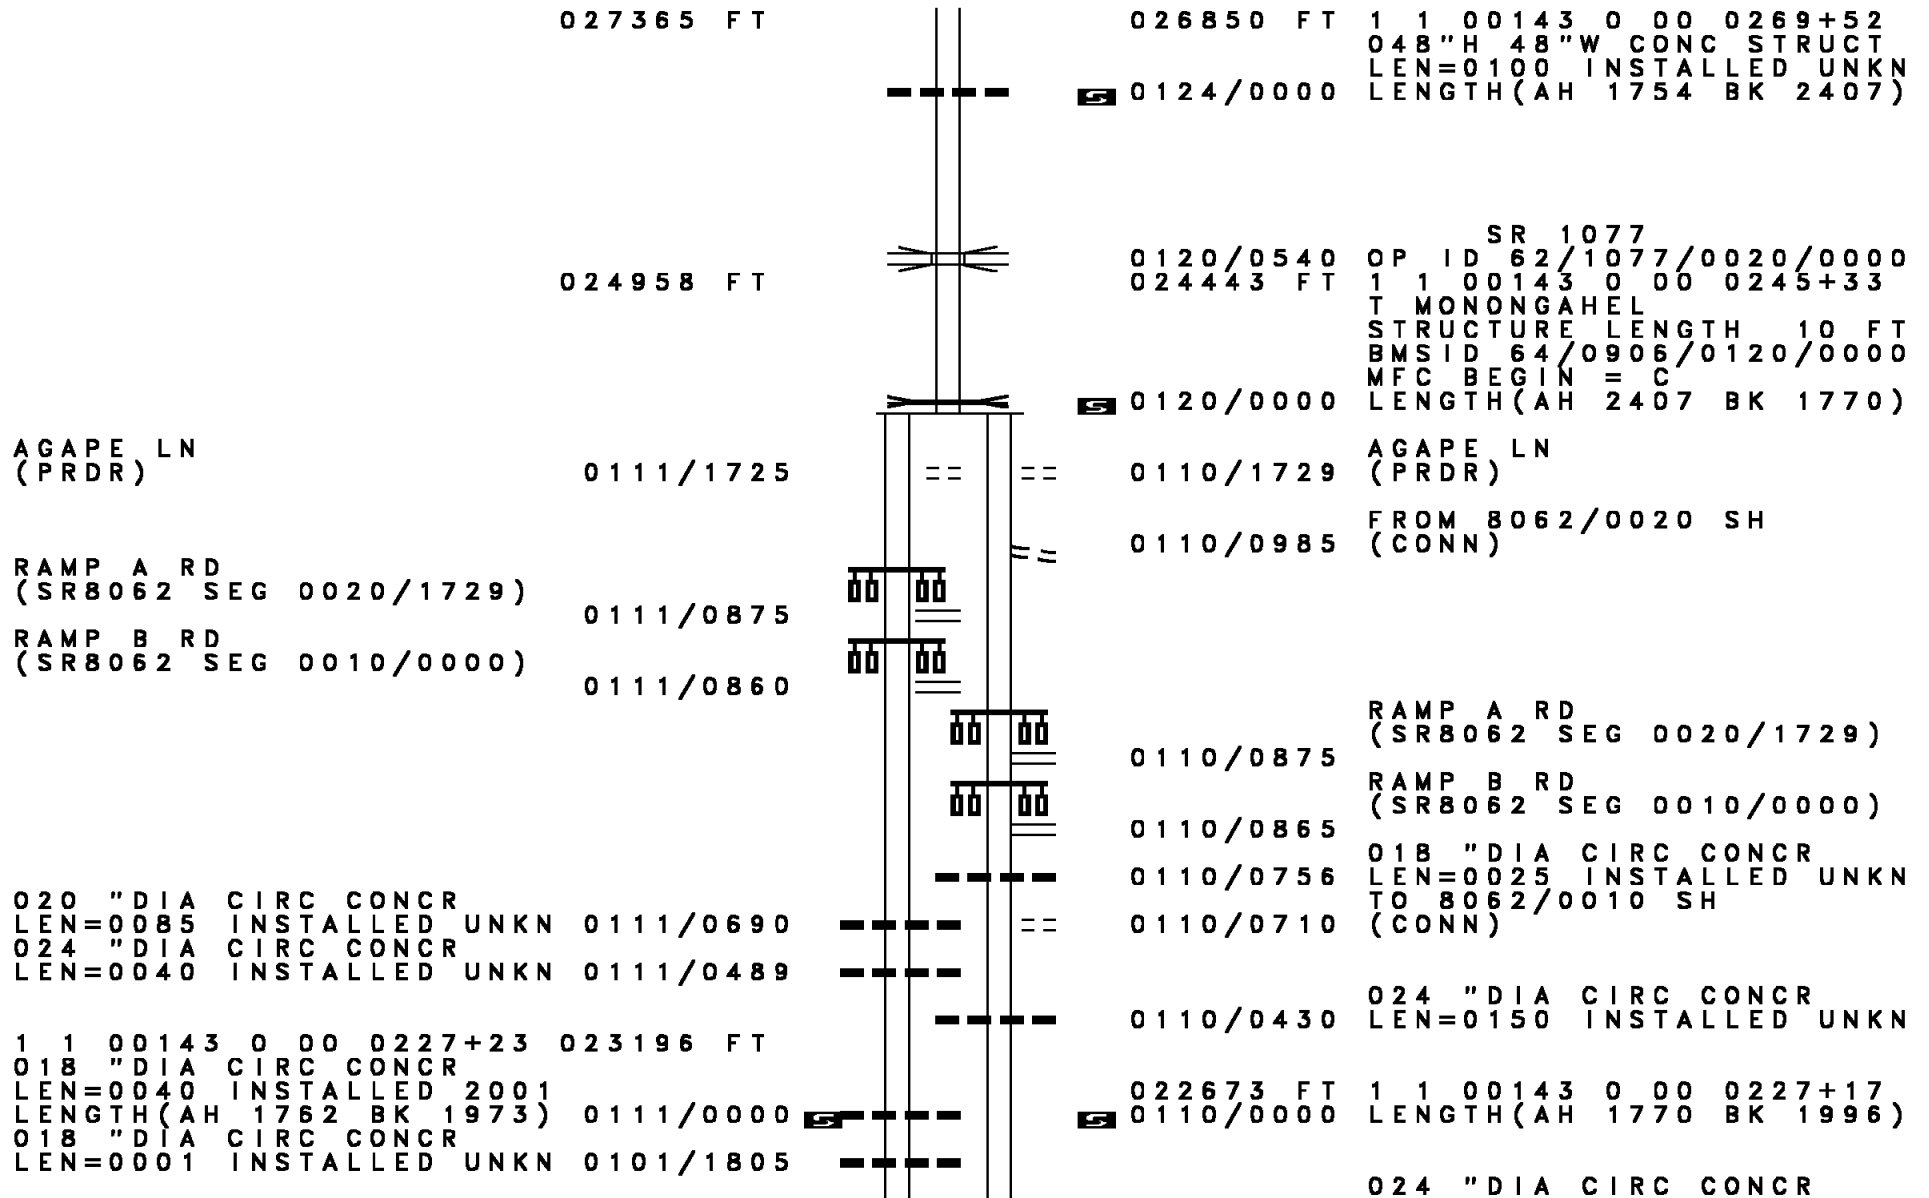 027365 FT 026850 FT 1 1 00143 0 00 0269+52
048"H 48"W CONC STRUCT
LEN=0100 INSTALLED UNKN
S 0124/0000 LENGTH(AH 1754 BK 2407)
SR 1077
0120/0540 OP ID 62/1077/0020/0000
024958 FT 024443 FT 1 1 00143 0 00 0245+33
T MONONGAHEL
STRUCTURE LENGTH 10 FT
BMSID 64/0906/0120/0000
MFC BEGIN = C
S 0120/0000 LENGTH(AH 2407 BK 1770)
AGAPE LN AGAPE LN
(PRDR) 0111/1725 0110/1729 (PRDR)
FROM 8062/0020 SH
0110/0985 (CONN)
RAMP A RD
(SR8062 SEG 0020/1729)
0111/0875
RAMP B RD
(SR8062 SEG 0010/0000)
0111/0860
RAMP A RD
(SR8062 SEG 0020/1729)
0110/0875
RAMP B RD
(SR8062 SEG 0010/0000)
0110/0865
018 "DIA CIRC CONCR
0110/0756 LEN=0025 INSTALLED UNKN
020 "DIA CIRC CONCR TO 8062/0010 SH
LEN=0085 INSTALLED UNKN 0111/0690 0110/0710 (CONN)
024 "DIA CIRC CONCR
LEN=0040 INSTALLED UNKN 0111/0489
024 "DIA CIRC CONCR
0110/0430 LEN=0150 INSTALLED UNKN
1 1 00143 0 00 0227+23 023196 FT
018 "DIA CIRC CONCR
LEN=0040 INSTALLED 2001 022673 FT 1 1 00143 0 00 0227+17
LENGTH(AH 1762 BK 1973) 0111/0000 S S 0110/0000 LENGTH(AH 1770 BK 1996)
018 "DIA CIRC CONCR
LEN=0001 INSTALLED UNKN 0101/1805
024 "DIA CIRC CONCR